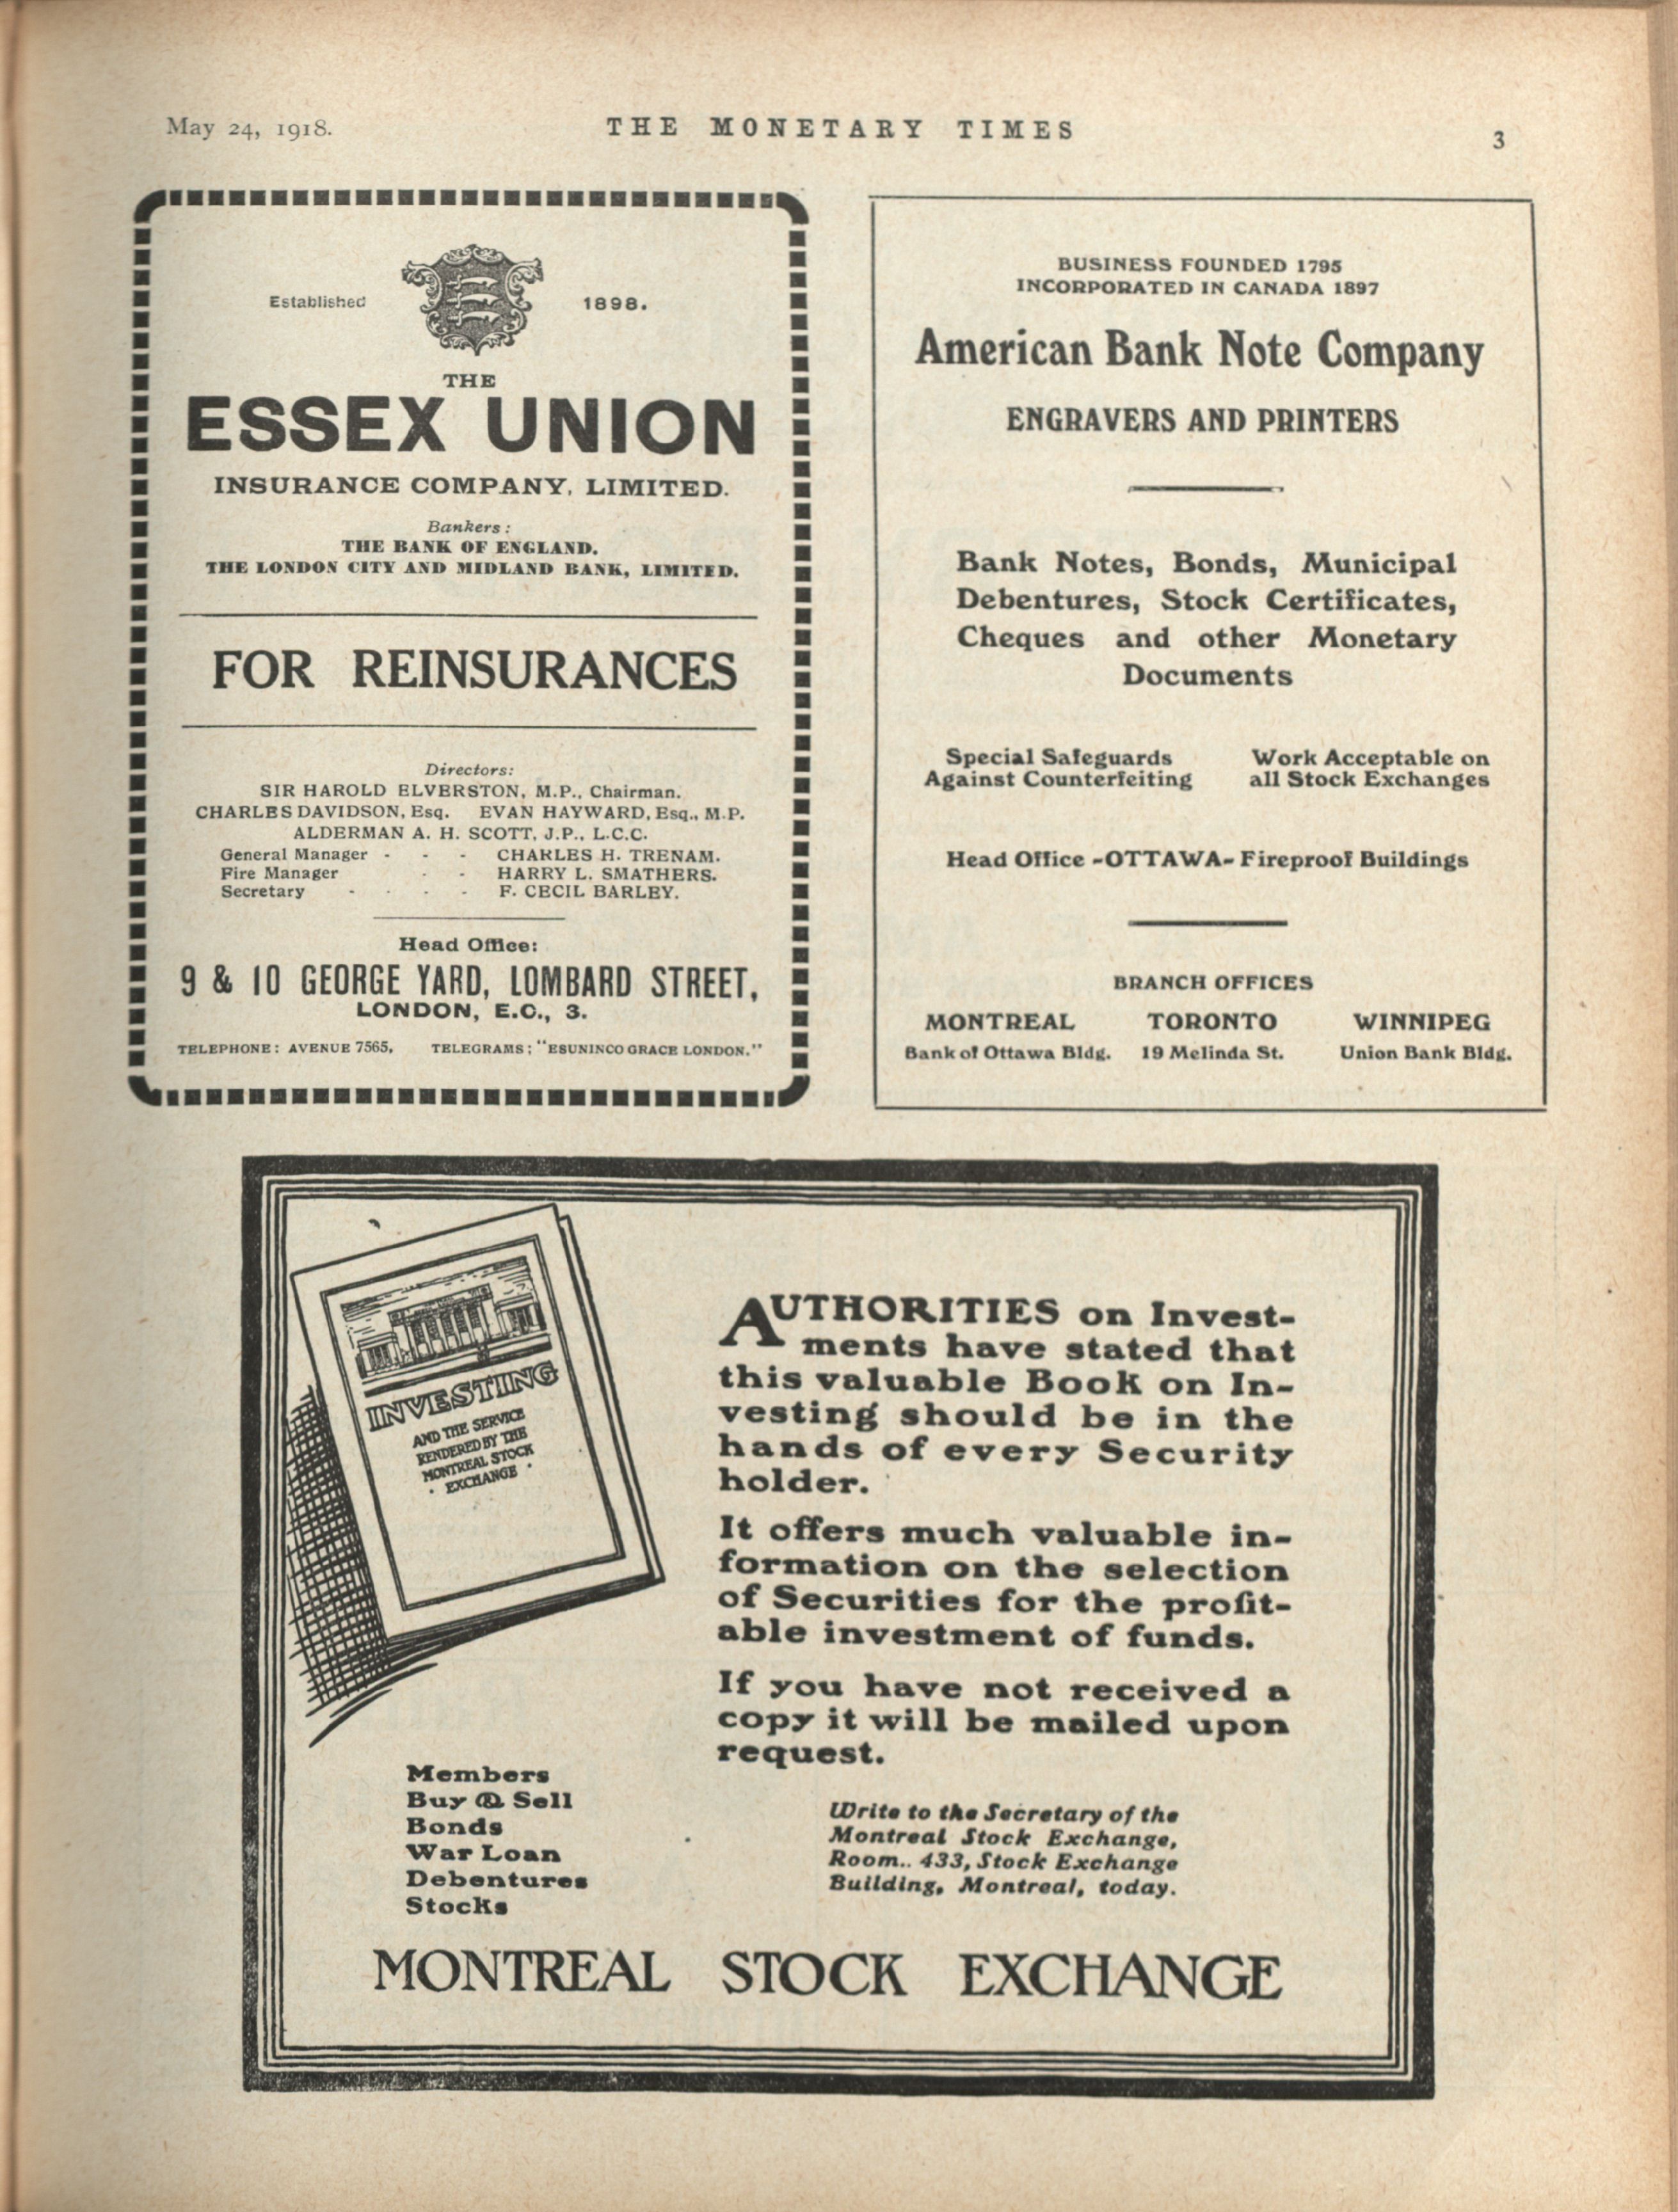 May 24, 1918.
THE MONETARY TIMES
3
Established 1898.
THE
ESSEX UNION
INSURANCE COMPANY, LIMITED.
Bankers:
THE BANK OF ENGLAND.
THE LONDON CITY AND MIDLAND BANK, LIMITED.
FOR REINSURANCES
Directors:
SIR HAROLD ELVERSTON, M.P., Chairman.
CHARLES DAVIDSON, Esq. EVAN HAYWARD, Esq., M.P.
ALDERMAN A. H. SCOTT, J.P., L.C.C.
General Manager - - - CHARLES H. TRENAM.
Fire Manager - - HARRY L. SMATHERS.
Secretary - - - - F. CECIL BARLEY.
Head Office:
9 & 10 GEORGE YARD, LOMBARD STREET,
LONDON, E.C., 3.
TELEPHONE: AVENUE 7565. TELEGRAMS: "ESUNINCO GRACE LONDON."
BUSINESS FOUNDED 1795
INCORPORATED IN CANADA 1897
American Bank Note Company
ENGRAVERS AND PRINTERS
Bank Notes, Bonds, Municipal
Debentures, Stock Certificates,
Cheques and other Monetary
Documents
Special Safeguards
Against Counterfeiting
Work Acceptable on
all Stock Exchanges
Head Office -OTTAWA- Fireproof Buildings
BRANCH OFFICES
MONTREAL TORONTO WINNIPEG
Bank of Ottawa Bldg. 19 Melinda St. Union Bank Bldg.
INVESTING
AND THE SERVICE
RENDERED BY THE
MONTREAL STOCK
· EXCHANGE ·
AUTHORITIES on Invest-
ments have stated that
this valuable Book on In-
vesting should be in the
hands of every Security
holder.
It offers much valuable in-
formation on the selection
of Securities for the profit-
able investment of funds.
If you have not received a
copy it will be mailed upon
request.
Members
Buy & Sell
Bonds
War Loan
Debentures
Stocks
Write to the Secretary of the
Montreal Stock Exchange,
Room.. 433, Stock Exchange
Building, Montreal, today.
MONTREAL STOCK EXCHANGE